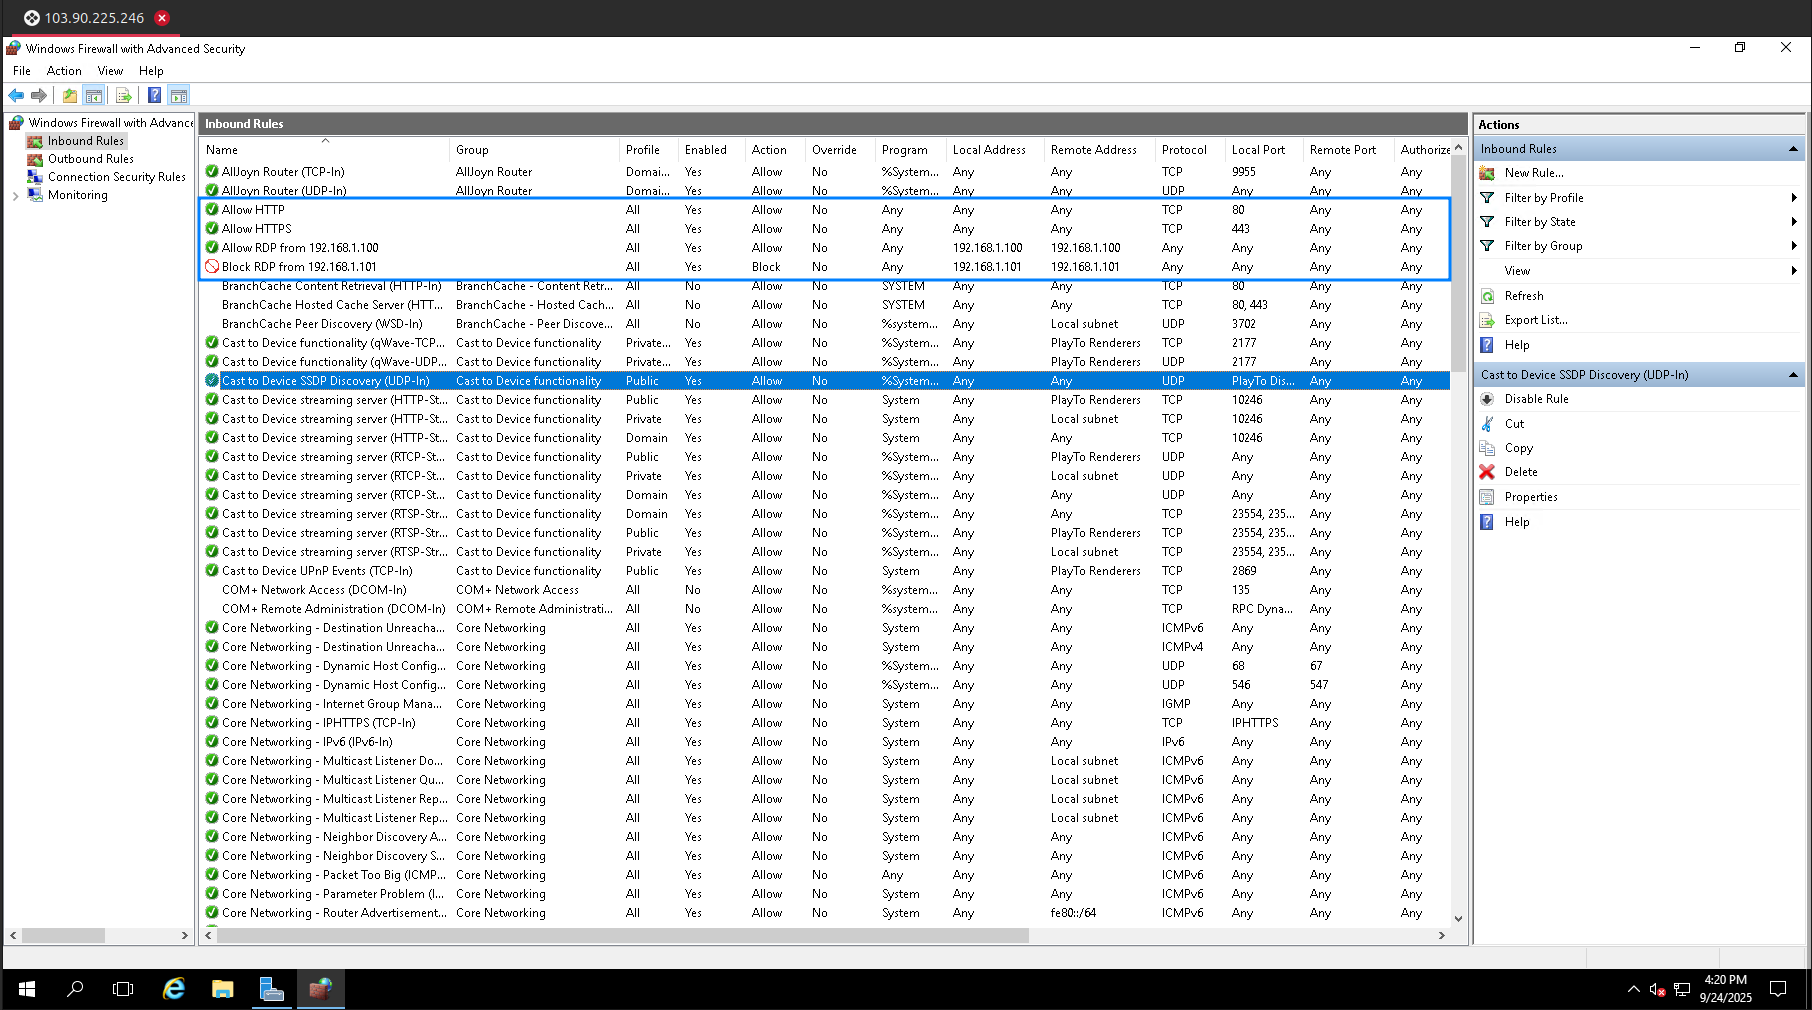 103.90.225.246
Windows Firewall with Advanced Security
File Action View Help
Windows Firewall with Advance
Inbound Rules
Outbound Rules
Connection Security Rules
Monitoring
Inbound Rules
Name Group Profile Enabled Action Override Program Local Address Remote Address Protocol Local Port Remote Port Authorize
AllJoyn Router (TCP-In) AllJoyn Router Domai... Yes Allow No %System... Any Any TCP 9955 Any Any
AllJoyn Router (UDP-In) AllJoyn Router Domai... Yes Allow No %System... Any Any UDP Any Any Any
Allow HTTP All Yes Allow No Any Any Any TCP 80 Any Any
Allow HTTPS All Yes Allow No Any Any Any TCP 443 Any Any
Allow RDP from 192.168.1.100 All Yes Allow No Any 192.168.1.100 192.168.1.100 Any Any Any Any
Block RDP from 192.168.1.101 All Yes Block No Any 192.168.1.101 192.168.1.101 Any Any Any Any
BranchCache Content Retrieval (HTTP-In) BranchCache - Content Retr... All No Allow No SYSTEM Any Any TCP 80 Any Any
BranchCache Hosted Cache Server (HTT... BranchCache - Hosted Cach... All No Allow No SYSTEM Any Any TCP 80, 443 Any Any
BranchCache Peer Discovery (WSD-In) BranchCache - Peer Discove... All No Allow No %system... Any Local subnet UDP 3702 Any Any
Cast to Device functionality (qWave-TCP... Cast to Device functionality Private... Yes Allow No %System... Any PlayTo Renderers TCP 2177 Any Any
Cast to Device functionality (qWave-UDP... Cast to Device functionality Private... Yes Allow No %System... Any PlayTo Renderers UDP 2177 Any Any
Cast to Device SSDP Discovery (UDP-In) Cast to Device functionality Public Yes Allow No %System... Any Any UDP PlayTo Dis... Any Any
Cast to Device streaming server (HTTP-St... Cast to Device functionality Public Yes Allow No System Any PlayTo Renderers TCP 10246 Any Any
Cast to Device streaming server (HTTP-St... Cast to Device functionality Private Yes Allow No System Any Local subnet TCP 10246 Any Any
Cast to Device streaming server (HTTP-St... Cast to Device functionality Domain Yes Allow No System Any Any TCP 10246 Any Any
Cast to Device streaming server (RTCP-St... Cast to Device functionality Public Yes Allow No %System... Any PlayTo Renderers UDP Any Any Any
Cast to Device streaming server (RTCP-St... Cast to Device functionality Private Yes Allow No %System... Any Local subnet UDP Any Any Any
Cast to Device streaming server (RTCP-St... Cast to Device functionality Domain Yes Allow No %System... Any Any UDP Any Any Any
Cast to Device streaming server (RTSP-Str... Cast to Device functionality Domain Yes Allow No %System... Any Any TCP 23554, 235... Any Any
Cast to Device streaming server (RTSP-Str... Cast to Device functionality Public Yes Allow No %System... Any PlayTo Renderers TCP 23554, 235... Any Any
Cast to Device streaming server (RTSP-Str... Cast to Device functionality Private Yes Allow No %System... Any Local subnet TCP 23554, 235... Any Any
Cast to Device UPnP Events (TCP-In) Cast to Device functionality Public Yes Allow No System Any PlayTo Renderers TCP 2869 Any Any
COM+ Network Access (DCOM-In) COM+ Network Access All No Allow No %system... Any Any TCP 135 Any Any
COM+ Remote Administration (DCOM-In) COM+ Remote Administrati... All No Allow No %system... Any Any TCP RPC Dyna... Any Any
Core Networking - Destination Unreacha... Core Networking All Yes Allow No System Any Any ICMPv6 Any Any Any
Core Networking - Destination Unreacha... Core Networking All Yes Allow No System Any Any ICMPv4 Any Any Any
Core Networking - Dynamic Host Config... Core Networking All Yes Allow No %System... Any Any UDP 68 67 Any
Core Networking - Dynamic Host Config... Core Networking All Yes Allow No %System... Any Any UDP 546 547 Any
Core Networking - Internet Group Mana... Core Networking All Yes Allow No System Any Any IGMP Any Any Any
Core Networking - IPHTTPS (TCP-In) Core Networking All Yes Allow No System Any Any TCP IPHTTPS Any Any
Core Networking - IPv6 (IPv6-In) Core Networking All Yes Allow No System Any Any IPv6 Any Any Any
Core Networking - Multicast Listener Do... Core Networking All Yes Allow No System Any Local subnet ICMPv6 Any Any Any
Core Networking - Multicast Listener Qu... Core Networking All Yes Allow No System Any Local subnet ICMPv6 Any Any Any
Core Networking - Multicast Listener Rep... Core Networking All Yes Allow No System Any Local subnet ICMPv6 Any Any Any
Core Networking - Multicast Listener Rep... Core Networking All Yes Allow No System Any Local subnet ICMPv6 Any Any Any
Core Networking - Neighbor Discovery A... Core Networking All Yes Allow No System Any Any ICMPv6 Any Any Any
Core Networking - Neighbor Discovery S... Core Networking All Yes Allow No System Any Any ICMPv6 Any Any Any
Core Networking - Packet Too Big (ICMP... Core Networking All Yes Allow No Any Any Any ICMPv6 Any Any Any
Core Networking - Parameter Problem (I... Core Networking All Yes Allow No System Any Any ICMPv6 Any Any Any
Core Networking - Router Advertisement... Core Networking All Yes Allow No System Any fe80::/64 ICMPv6 Any Any Any
Actions
Inbound Rules
New Rule...
Filter by Profile
Filter by State
Filter by Group
View
Refresh
Export List...
Help
Cast to Device SSDP Discovery (UDP-In)
Disable Rule
Cut
Copy
Delete
Properties
Help
4:20 PM
9/24/2025